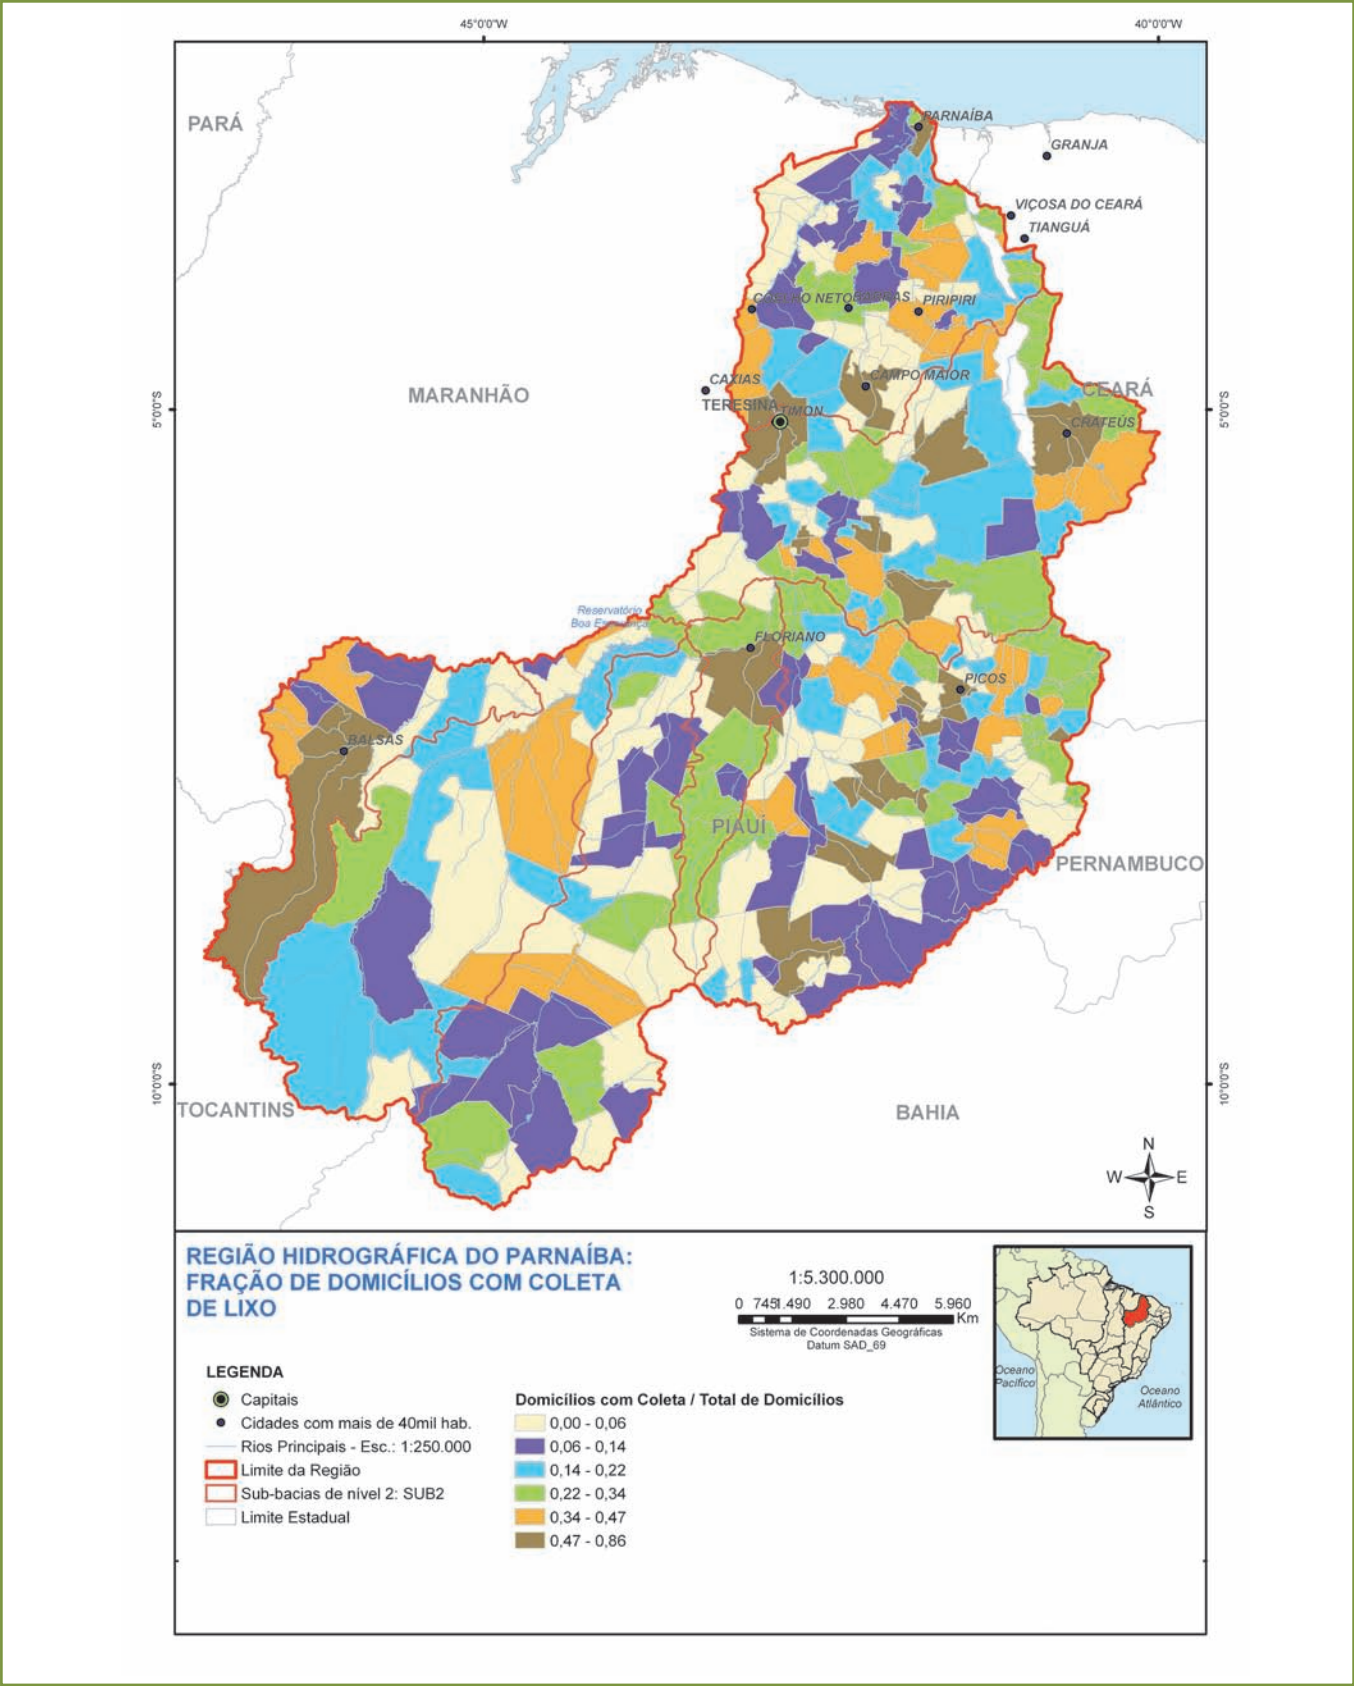 45°0'0"W
40°0'0"W
PARÁ
PARNAÍBA
GRANJA
VIÇOSA DO CEARÁ
TIANGUÁ
COELHO NETO
PIRIPIRI
CAXIAS
CAMPO MAIOR
MARANHÃO
CEARÁ
TERESINA
TIMON
5°0'0"S
5°0'0"S
CRATEÚS
Reservatório
Boa Esperança
FLORIANO
PICOS
BALSAS
PIAUÍ
PERNAMBUCO
10°0'0"S
10°0'0"S
TOCANTINS
BAHIA
N
W
E
S
REGIÃO HIDROGRÁFICA DO PARNAÍBA:
FRAÇÃO DE DOMICÍLIOS COM COLETA
DE LIXO
1:5.300.000
0 745 1.490 2.980 4.470 5.960
Km
Sistema de Coordenadas Geográficas
Datum SAD_69
Oceano
Pacífico
Oceano
Atlântico
LEGENDA
Capitais
Cidades com mais de 40mil hab.
Rios Principais - Esc.: 1:250.000
Limite da Região
Sub-bacias de nível 2: SUB2
Limite Estadual
Domicílios com Coleta / Total de Domicílios
0,00 - 0,06
0,06 - 0,14
0,14 - 0,22
0,22 - 0,34
0,34 - 0,47
0,47 - 0,86